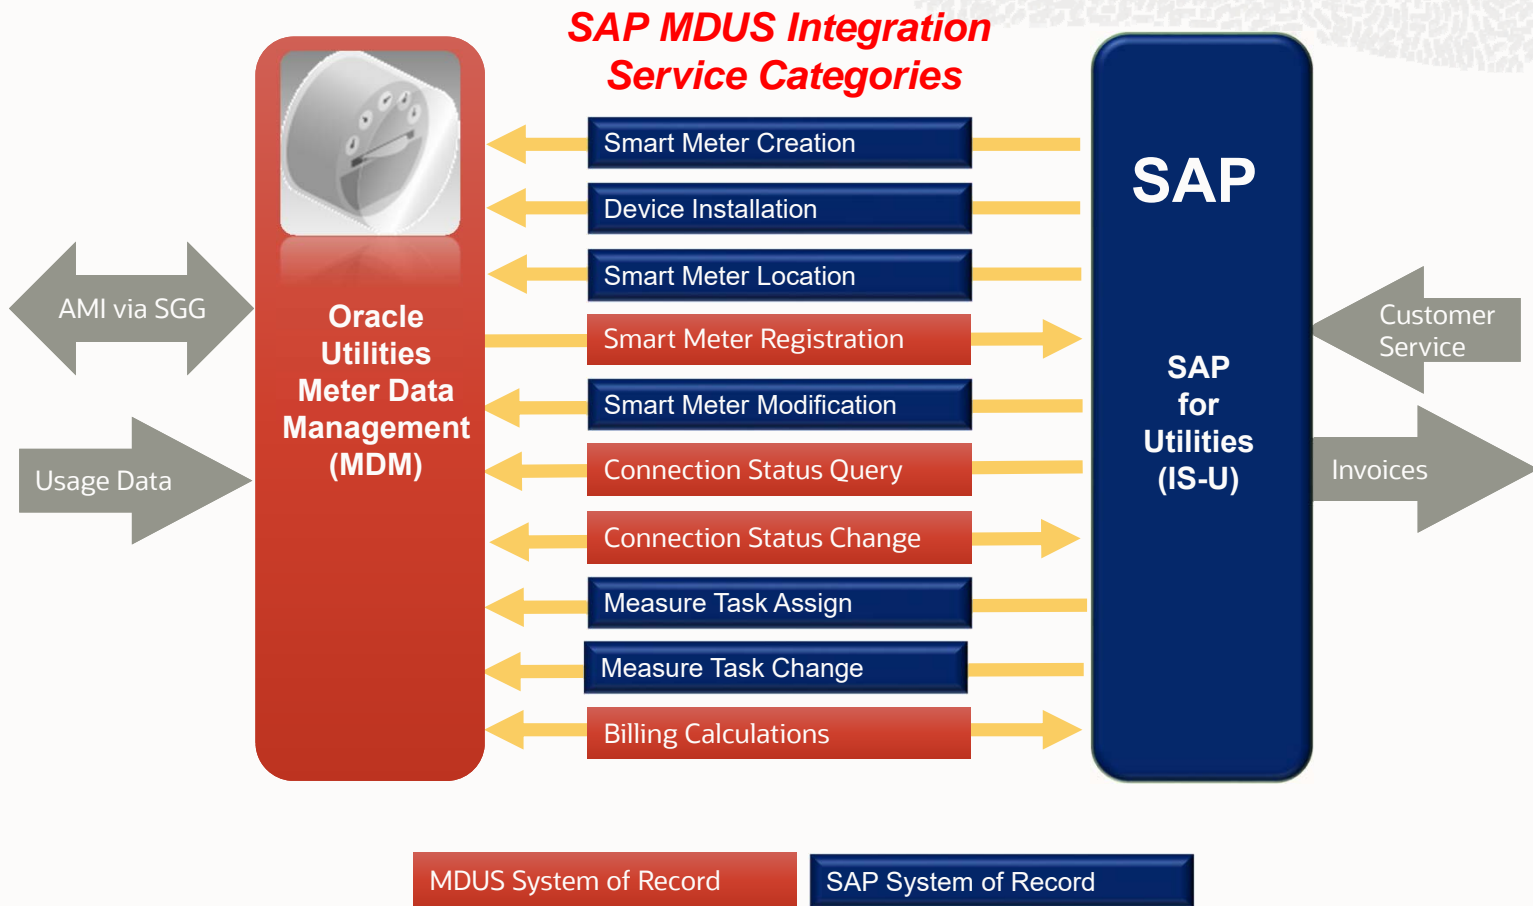 SAP MDUS Integration
Service Categories
Smart Meter Creation
Device Installation
Smart Meter Location
Smart Meter Registration
Smart Meter Modification
Connection Status Query
Connection Status Change
Measure Task Assign
Measure Task Change
Billing Calculations
AMI via SGG
Usage Data
Oracle
Utilities
Meter Data
Management
(MDM)
SAP
SAP
for
Utilities
(IS-U)
Customer
Service
Invoices
MDUS System of Record
SAP System of Record